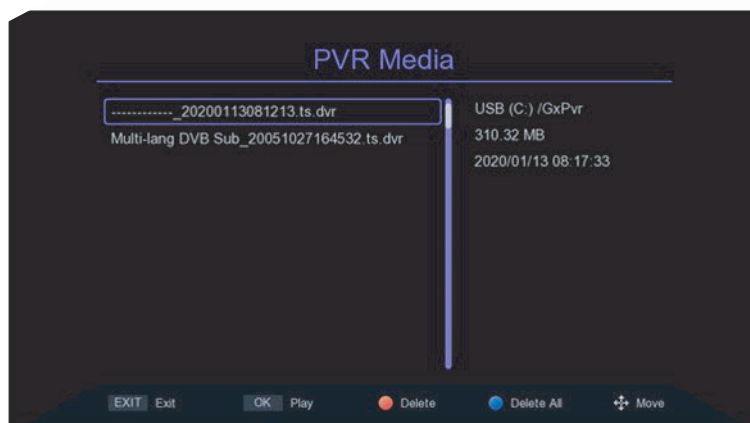 PVR Media
------------_20200113081213.ts.dvr
Multi-lang DVB Sub_20051027164532.ts.dvr
USB (C:) /GxPvr
310.32 MB
2020/01/13 08:17:33
EXIT Exit OK Play Delete Delete All Move